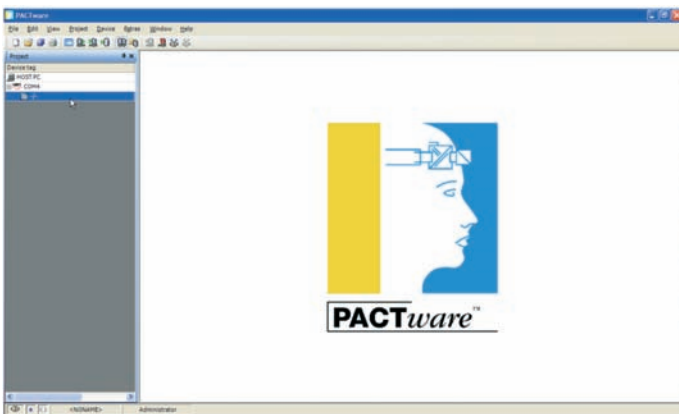 PACTware
File Edit View Project Device Extras Window Help
Project
Device tag
HOST PC
COM4
PACTware™
<NONAME> Administrator